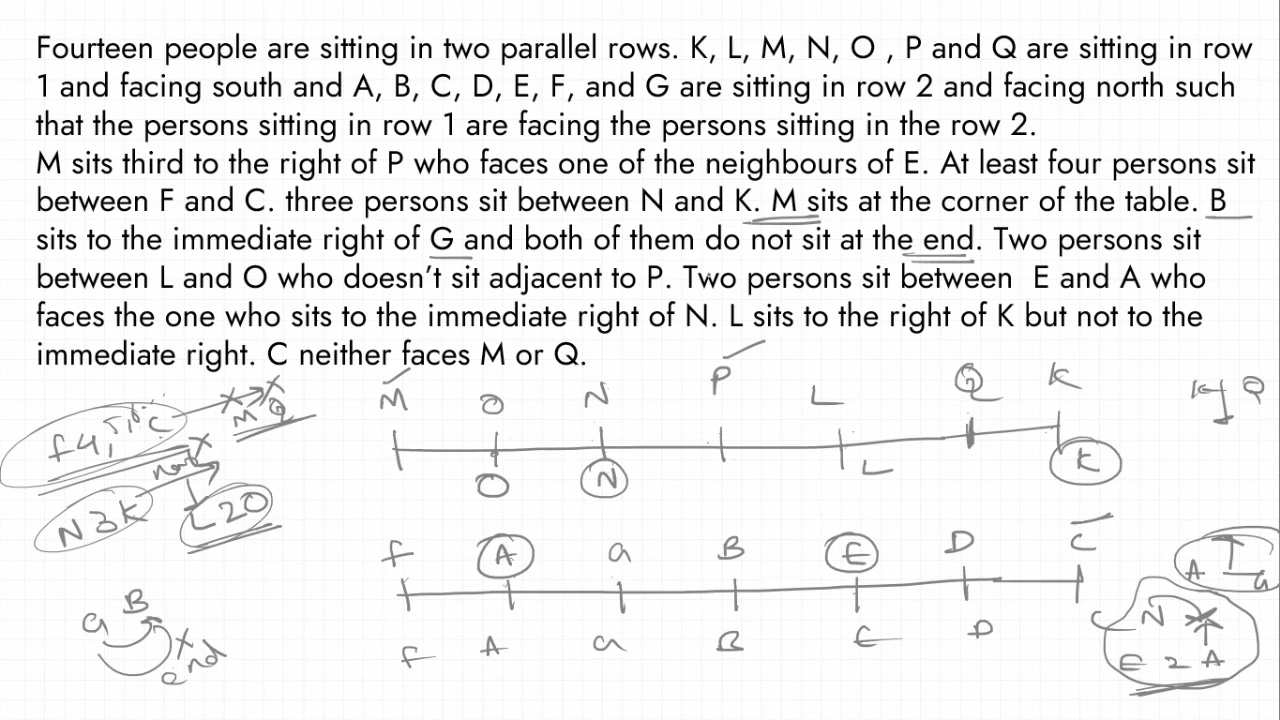 Fourteen people are sitting in two parallel rows. K, L, M, N, O , P and Q are sitting in row
1 and facing south and A, B, C, D, E, F, and G are sitting in row 2 and facing north such
that the persons sitting in row 1 are facing the persons sitting in the row 2.
M sits third to the right of P who faces one of the neighbours of E. At least four persons sit
between F and C. three persons sit between N and K. M sits at the corner of the table. B
sits to the immediate right of G and both of them do not sit at the end. Two persons sit
between L and O who doesn't sit adjacent to P. Two persons sit between  E and A who
faces the one who sits to the immediate right of N. L sits to the right of K but not to the
immediate right. C neither faces M or Q.
M O N P L Q K
O N L K
K Q
M Q
N 3 K
L 2 O
f A G B E D C
f A G B E D
G B
end
A G
N
E 2 A